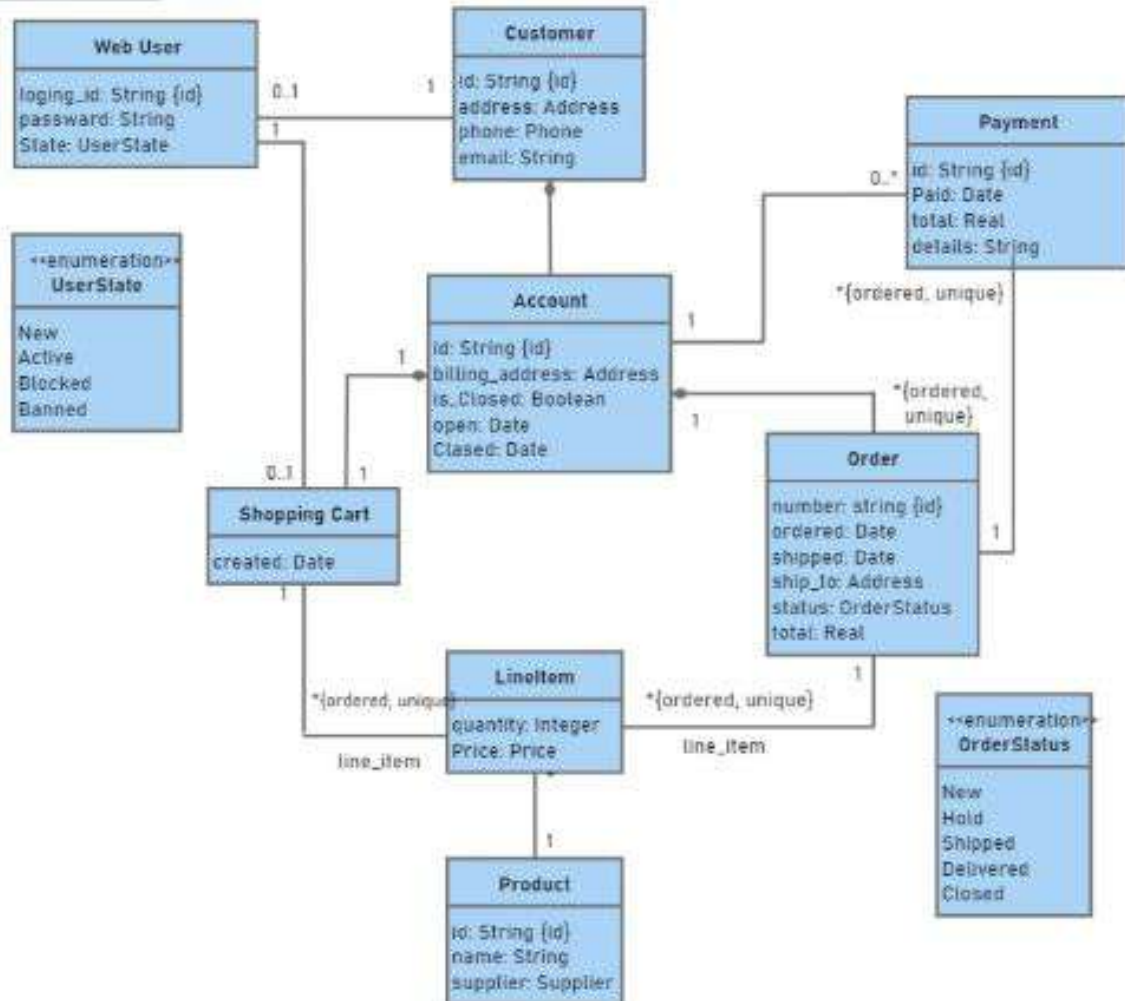 Web User
loging_id: String {id}
passward: String
State: UserState
0..1
1
1
Customer
id: String {id}
address: Address
phone: Phone
email: String
Payment
id: String {id}
Paid: Date
total: Real
details: String
0..*
*{ordered, unique}
<<enumeration>>
UserState
New
Active
Blocked
Banned
Account
id: String {id}
billing_address: Address
is_Closed: Boolean
open: Date
Clased: Date
1
1
1
*{ordered,
unique}
Order
number: string {id}
ordered: Date
shipped: Date
ship_to: Address
status: OrderStatus
total: Real
1
1
0..1
1
Shopping Cart
created: Date
1
*{ordered, unique}
line_item
LineItem
quantity: Integer
Price: Price
*{ordered, unique}
line_item
<<enumeration>>
OrderStatus
New
Hold
Shipped
Delivered
Closed
1
Product
id: String {id}
name: String
supplier: Supplier